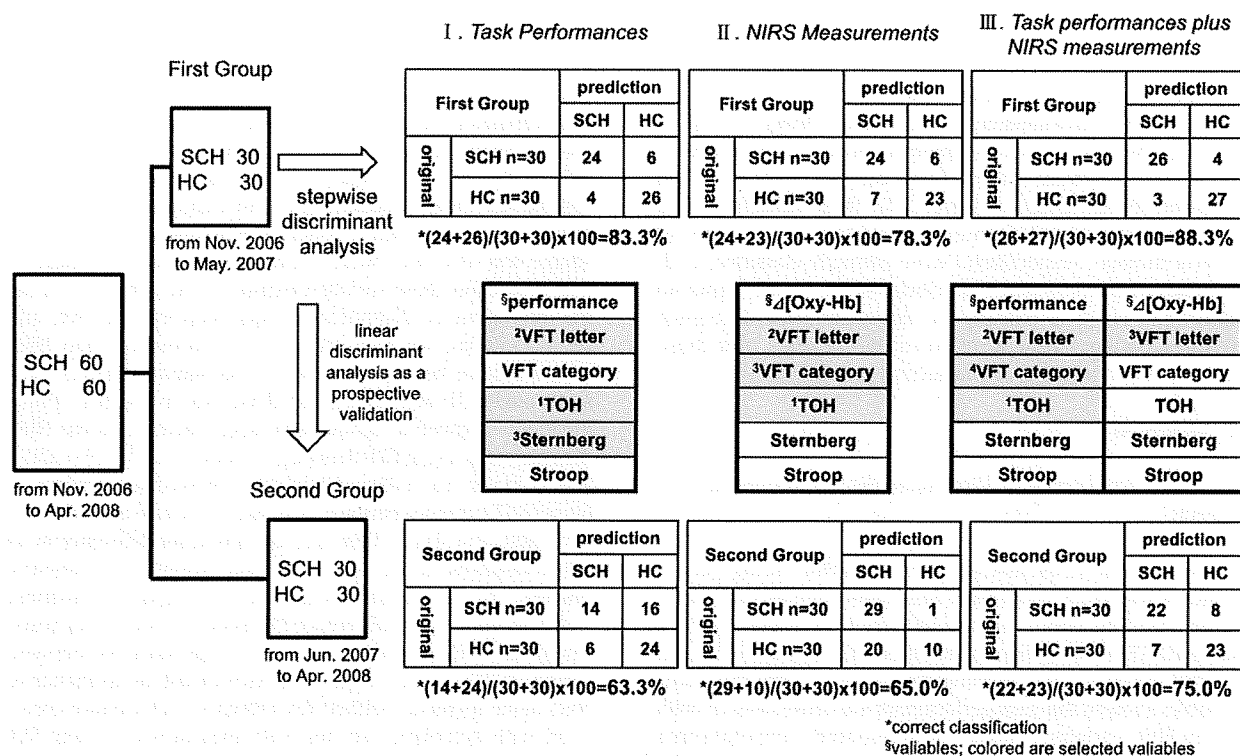 Ⅰ. Task Performances
Ⅱ. NIRS Measurements
Ⅲ. Task performances plus
NIRS measurements
First Group
SCH 30
HC 30
from Nov. 2006
to May. 2007
stepwise
discriminant
analysis
First Group
prediction
SCH HC
original
SCH n=30 24 6
HC n=30 4 26
*(24+26)/(30+30)x100=83.3%
First Group
prediction
SCH HC
original
SCH n=30 24 6
HC n=30 7 23
*(24+23)/(30+30)x100=78.3%
First Group
prediction
SCH HC
original
SCH n=30 26 4
HC n=30 3 27
*(26+27)/(30+30)x100=88.3%
SCH 60
HC 60
from Nov. 2006
to Apr. 2008
linear
discriminant
analysis as a
prospective
validation
§performance
²VFT letter
VFT category
¹TOH
³Sternberg
Stroop
§⊿[Oxy-Hb]
²VFT letter
³VFT category
¹TOH
Sternberg
Stroop
§performance §⊿[Oxy-Hb]
²VFT letter ³VFT letter
⁴VFT category VFT category
¹TOH TOH
Sternberg Sternberg
Stroop Stroop
Second Group
SCH 30
HC 30
from Jun. 2007
to Apr. 2008
Second Group
prediction
SCH HC
original
SCH n=30 14 16
HC n=30 6 24
*(14+24)/(30+30)x100=63.3%
Second Group
prediction
SCH HC
original
SCH n=30 29 1
HC n=30 20 10
*(29+10)/(30+30)x100=65.0%
Second Group
prediction
SCH HC
original
SCH n=30 22 8
HC n=30 7 23
*(22+23)/(30+30)x100=75.0%
*correct classification
§valiables; colored are selected valiables